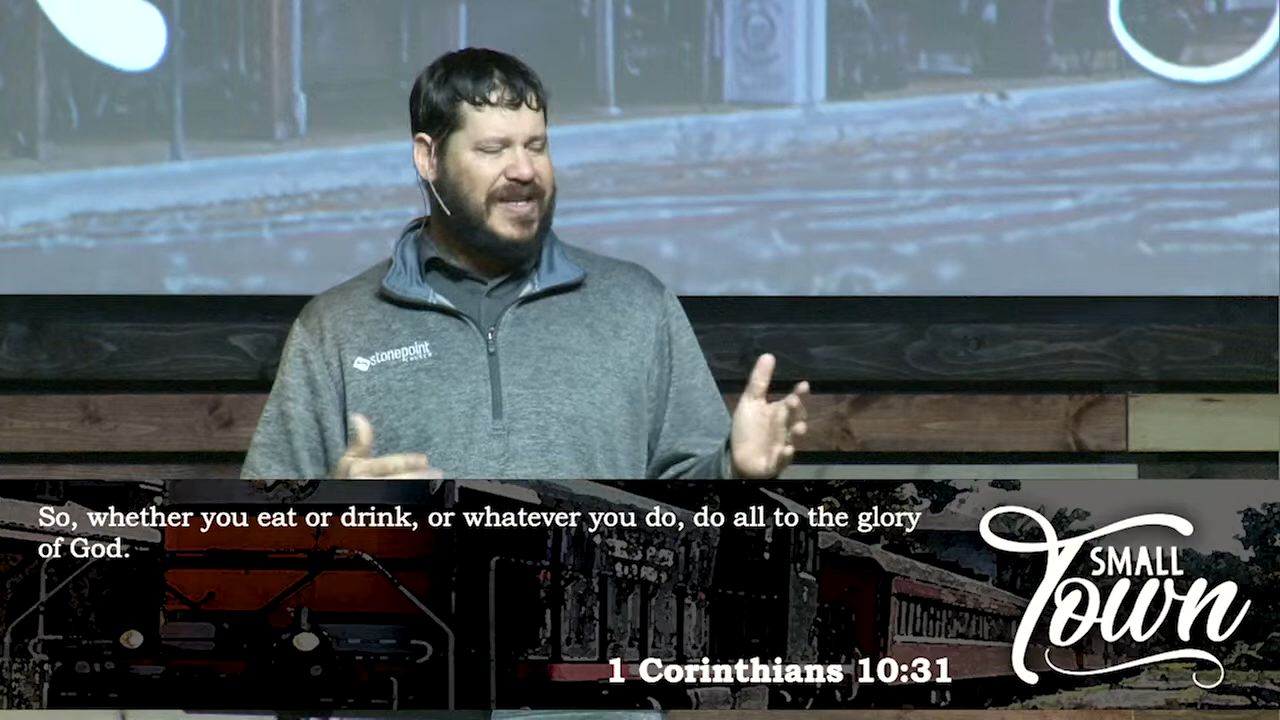 stonepoint
So, whether you eat or drink, or whatever you do, do all to the glory
of God.
SMALL
Town
1 Corinthians 10:31